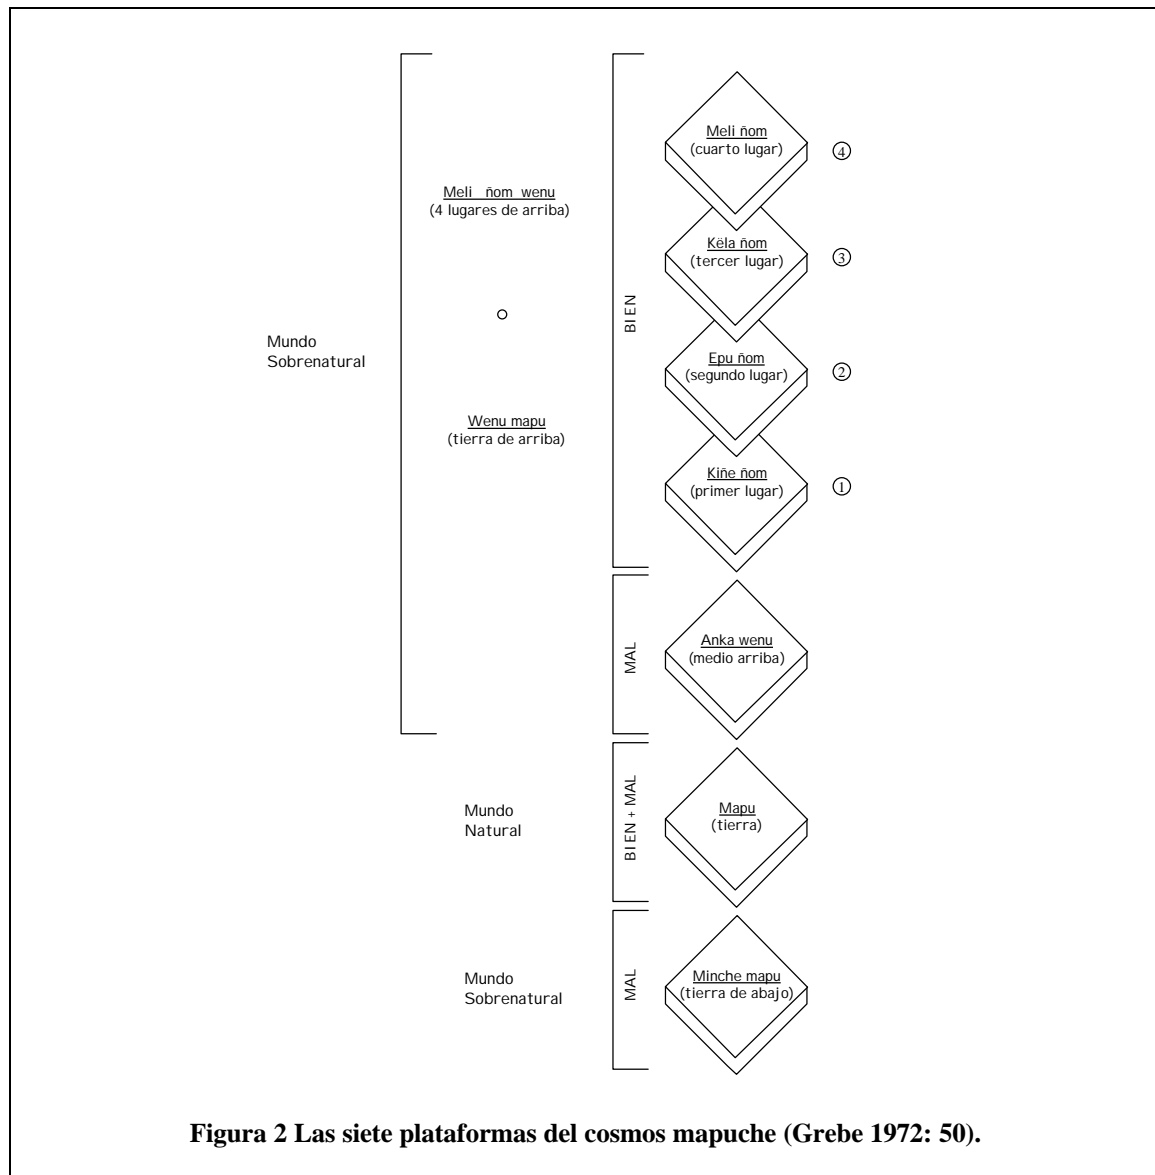 Meli ñom
(cuarto lugar)
4
Meli ñom wenu
(4 lugares de arriba)
Këla ñom
(tercer lugar)
3
BIEN
o
Mundo
Sobrenatural
Epu ñom
(segundo lugar)
2
Wenu mapu
(tierra de arriba)
Kiñe ñom
(primer lugar)
1
MAL
Anka wenu
(medio arriba)
Mundo
Natural
BIEN + MAL
Mapu
(tierra)
Mundo
Sobrenatural
MAL
Minche mapu
(tierra de abajo)
Figura 2 Las siete plataformas del cosmos mapuche (Grebe 1972: 50).